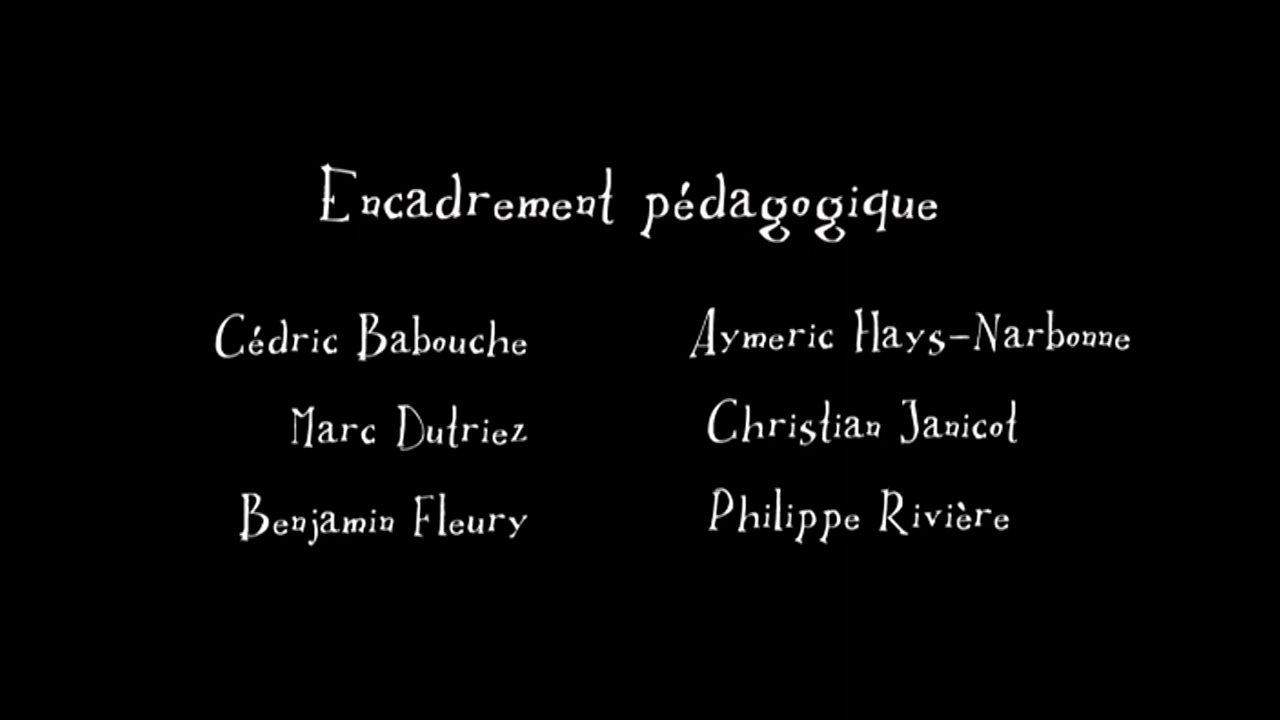 Encadrement pédagogique
Cédric Babouche
Aymeric Hays-Narbonne
Marc Dutriez
Christian Janicot
Benjamin Fleury
Philippe Rivière